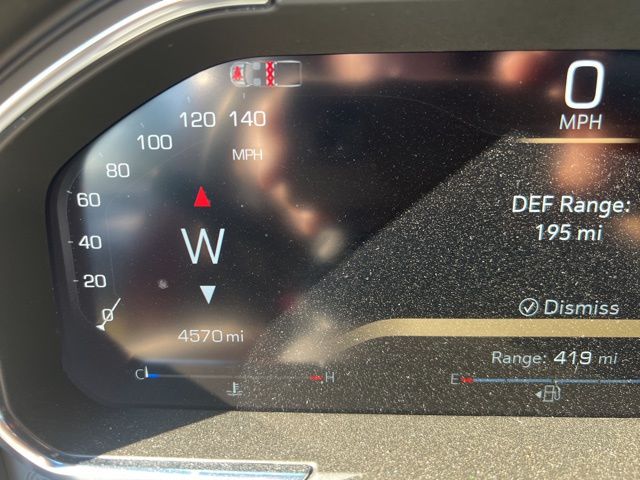 0
MPH
140
120
100
80
60
40
20
0
MPH
W
DEF Range:
195 mi
Dismiss
4570 mi
Range: 419 mi
C
H
E